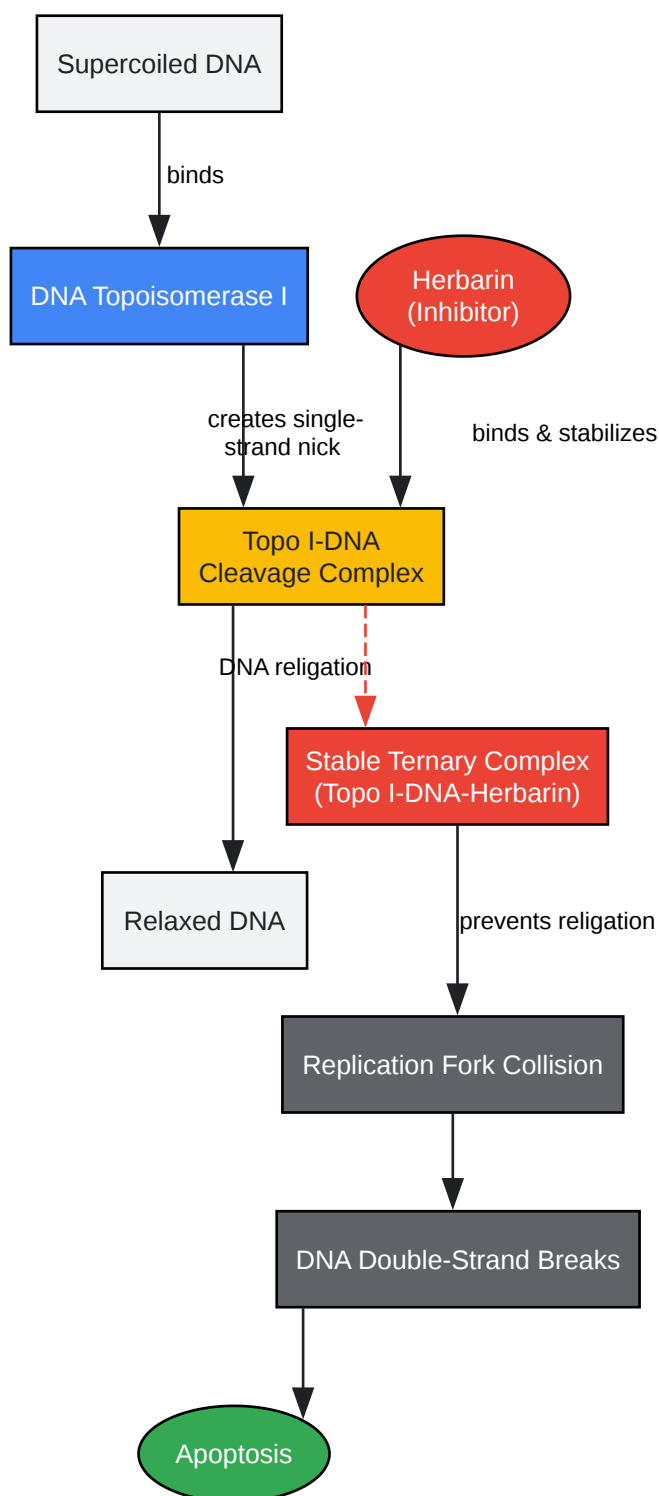 Supercoiled DNA
binds
DNA Topoisomerase I
Herbarin
(Inhibitor)
creates single-
strand nick
binds & stabilizes
Topo I-DNA
Cleavage Complex
DNA religation
Stable Ternary Complex
(Topo I-DNA-Herbarin)
Relaxed DNA
prevents religation
Replication Fork Collision
DNA Double-Strand Breaks
Apoptosis